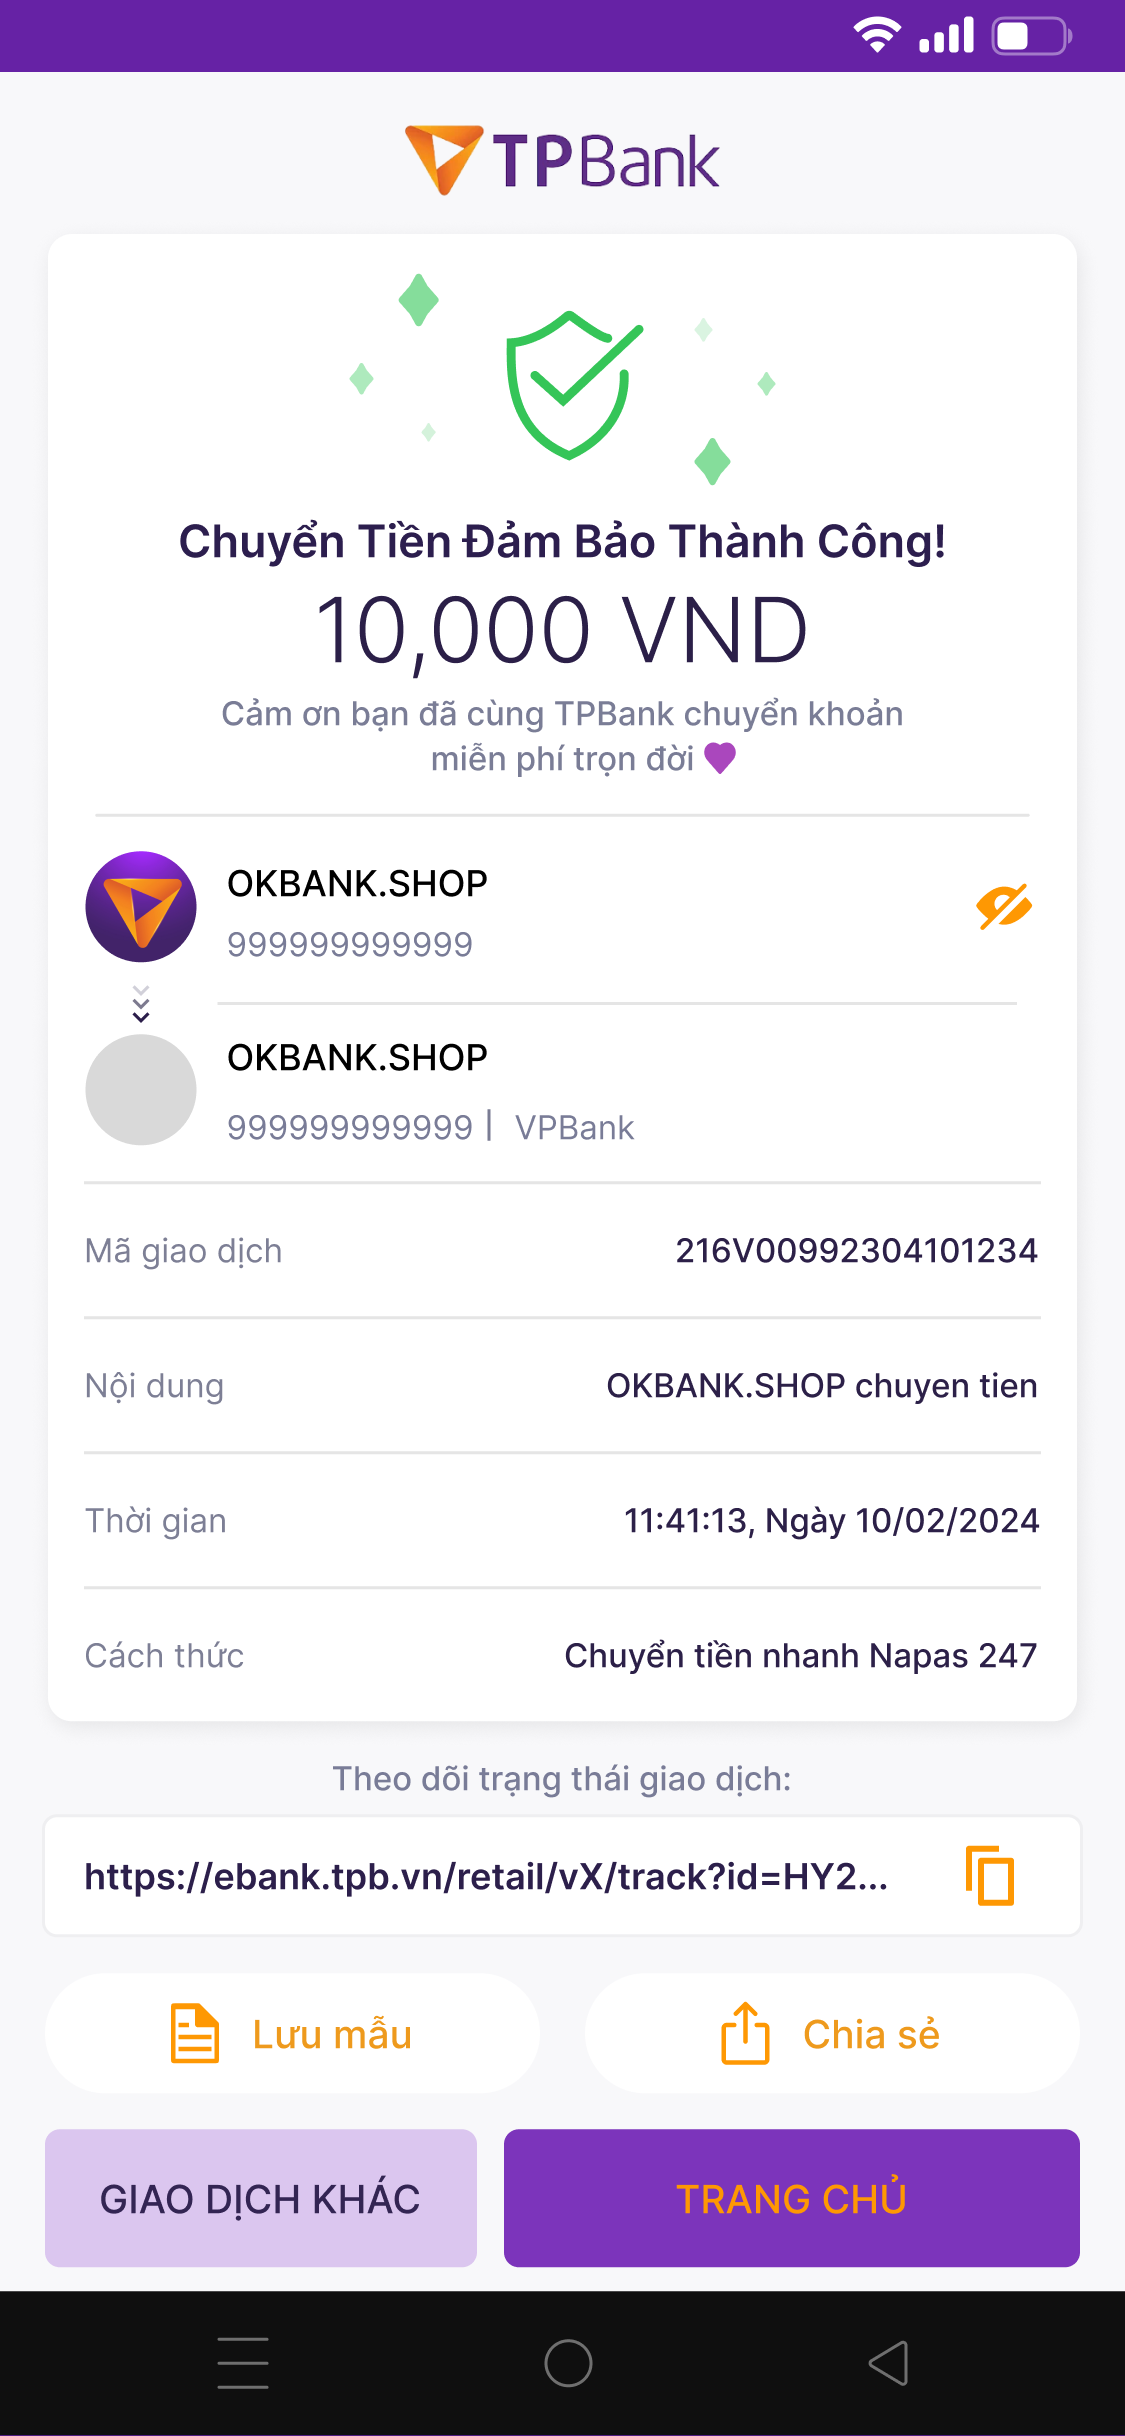 TPBank
Chuyển Tiền Đảm Bảo Thành Công!
10,000 VND
Cảm ơn bạn đã cùng TPBank chuyển khoản
miễn phí trọn đời
OKBANK.SHOP
999999999999
OKBANK.SHOP
999999999999 | VPBank
Mã giao dịch 216V00992304101234
Nội dung OKBANK.SHOP chuyen tien
Thời gian 11:41:13, Ngày 10/02/2024
Cách thức Chuyển tiền nhanh Napas 247
Theo dõi trạng thái giao dịch:
https://ebank.tpb.vn/retail/vX/track?id=HY2...
Lưu mẫu Chia sẻ
GIAO DỊCH KHÁC TRANG CHỦ